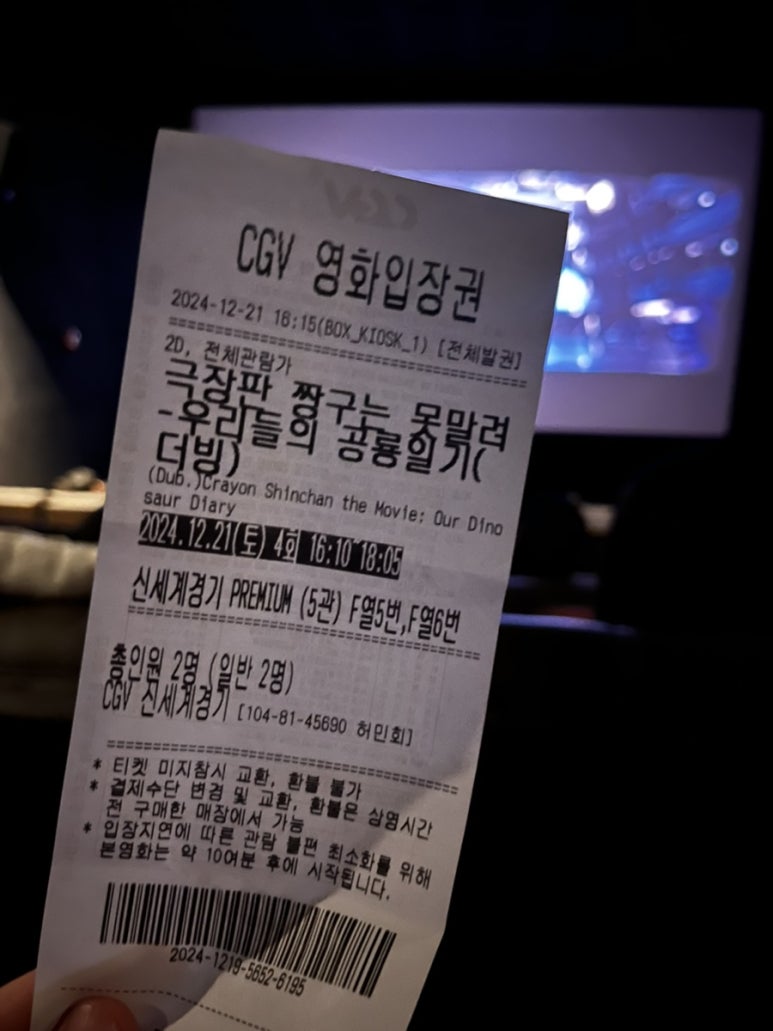 CGV 영화입장권
2024-12-21 16:15(BOX_KIOSK_1) [전체발권]
2D, 전체관람가
극장판 짱구는 못말려
-우리들의 공룡일기(
더빙)
(Dub.)Crayon Shinchan the Movie: Our Dino
saur Diary
2024.12.21(토) 4회 16:10~18:05
신세계경기 PREMIUM (5관) F열5번,F열6번
총인원 2명 (일반 2명)
CGV 신세계경기 [104-81-45690 허민회]
* 티켓 미지참시 교환, 환불 불가
* 결제수단 변경 및 교환, 환불은 상영시간
전 구매한 매장에서 가능
* 입장지연에 따른 관람 불편 최소화를 위해
본영화는 약 10여분 후에 시작됩니다.
2024-1219-5652-6195